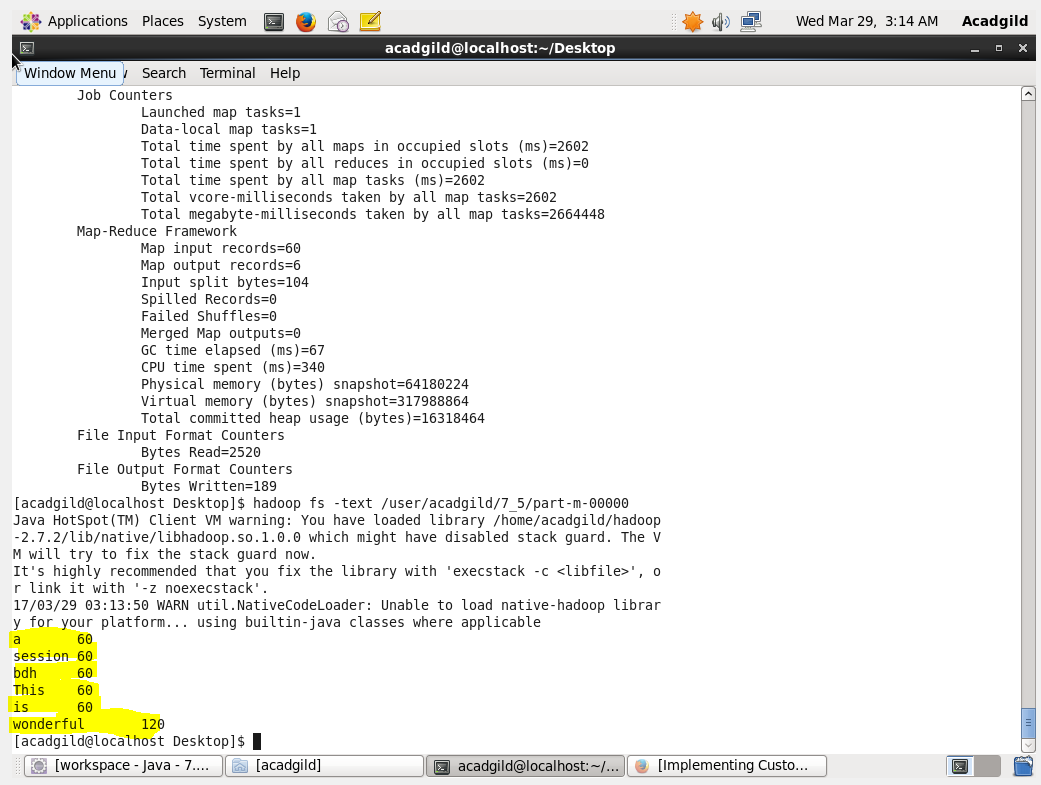 Applications Places System Wed Mar 29, 3:14 AM Acadgild
acadgild@localhost:~/Desktop
Window Menu Search Terminal Help
Job Counters
Launched map tasks=1
Data-local map tasks=1
Total time spent by all maps in occupied slots (ms)=2602
Total time spent by all reduces in occupied slots (ms)=0
Total time spent by all map tasks (ms)=2602
Total vcore-milliseconds taken by all map tasks=2602
Total megabyte-milliseconds taken by all map tasks=2664448
Map-Reduce Framework
Map input records=60
Map output records=6
Input split bytes=104
Spilled Records=0
Failed Shuffles=0
Merged Map outputs=0
GC time elapsed (ms)=67
CPU time spent (ms)=340
Physical memory (bytes) snapshot=64180224
Virtual memory (bytes) snapshot=317988864
Total committed heap usage (bytes)=16318464
File Input Format Counters
Bytes Read=2520
File Output Format Counters
Bytes Written=189
[acadgild@localhost Desktop]$ hadoop fs -text /user/acadgild/7_5/part-m-00000
Java HotSpot(TM) Client VM warning: You have loaded library /home/acadgild/hadoop
-2.7.2/lib/native/libhadoop.so.1.0.0 which might have disabled stack guard. The V
M will try to fix the stack guard now.
It's highly recommended that you fix the library with 'execstack -c <libfile>', o
r link it with '-z noexecstack'.
17/03/29 03:13:50 WARN util.NativeCodeLoader: Unable to load native-hadoop librar
y for your platform... using builtin-java classes where applicable
a 60
session 60
bdh 60
This 60
is 60
wonderful 120
[acadgild@localhost Desktop]$
[workspace - Java - 7.... [acadgild] acadgild@localhost:~/... [Implementing Custo...